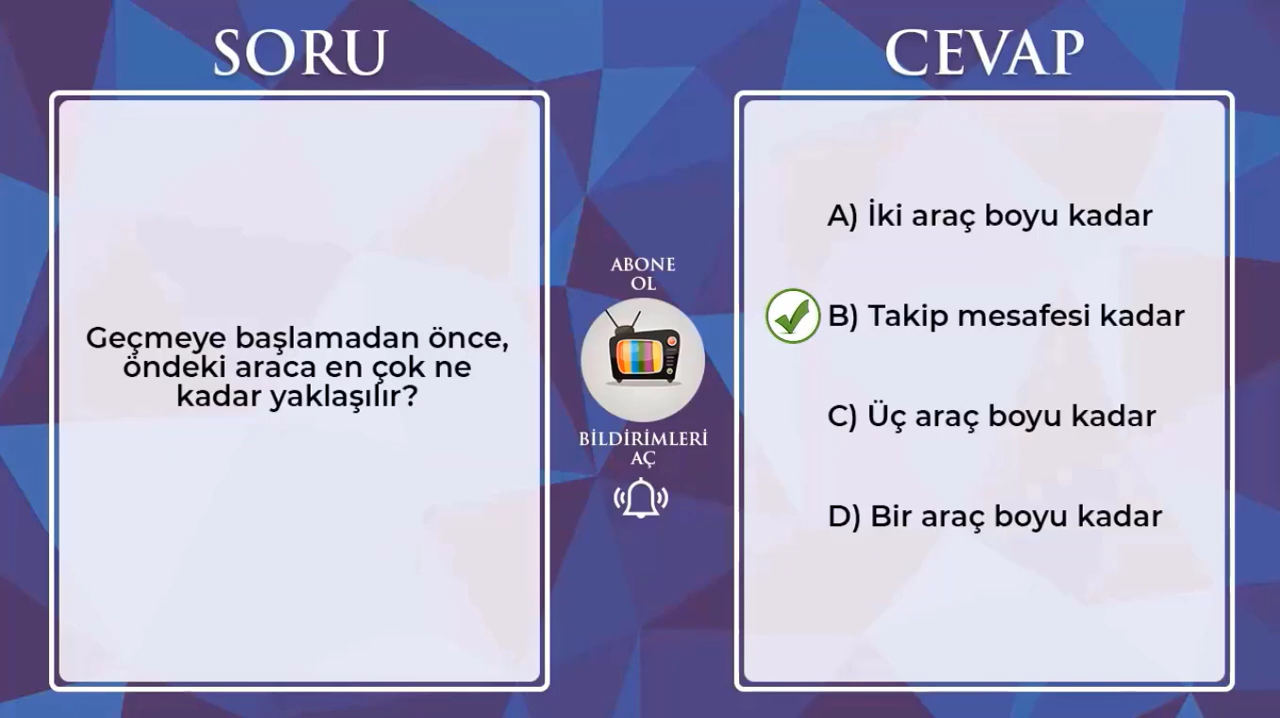 SORU
Geçmeye başlamadan önce,
öndeki araca en çok ne
kadar yaklaşılır?
ABONE
OL
BİLDİRİMLERİ
AÇ
CEVAP
A) İki araç boyu kadar
B) Takip mesafesi kadar
C) Üç araç boyu kadar
D) Bir araç boyu kadar